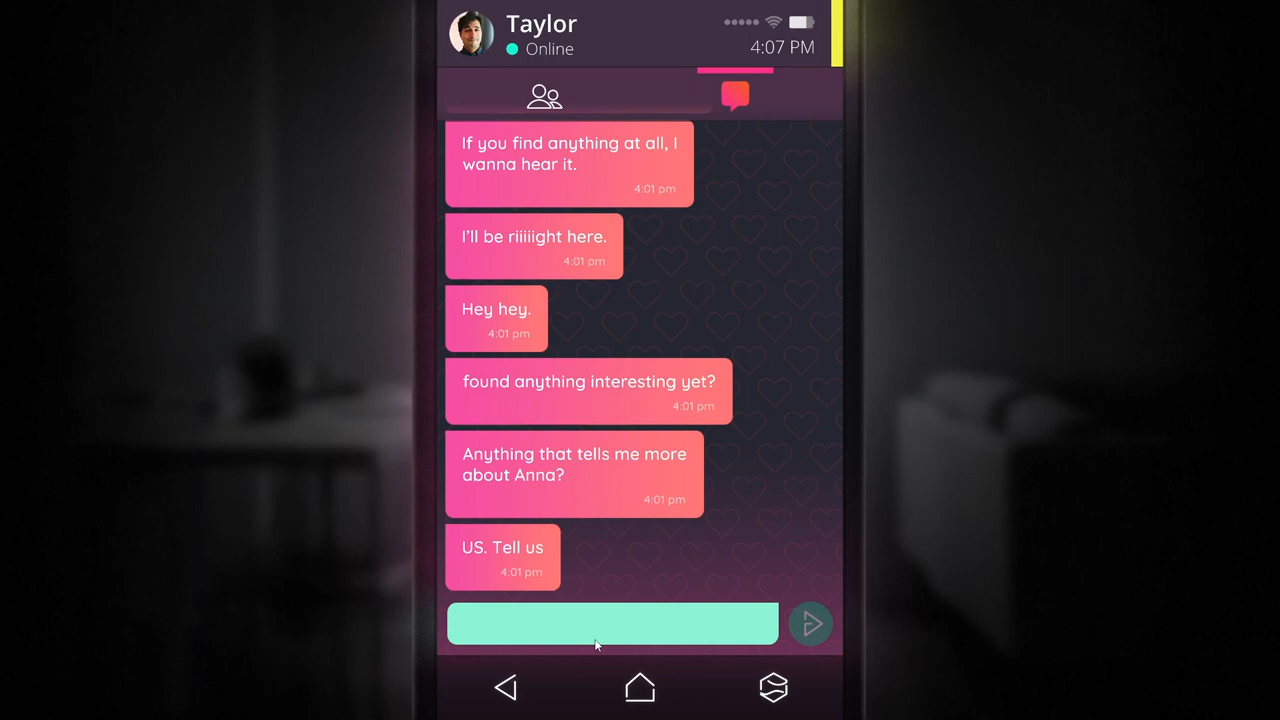 Taylor
Online
4:07 PM
If you find anything at all, I
wanna hear it.
4:01 pm
I'll be riiiiight here.
4:01 pm
Hey hey.
4:01 pm
found anything interesting yet?
4:01 pm
Anything that tells me more
about Anna?
4:01 pm
US. Tell us
4:01 pm